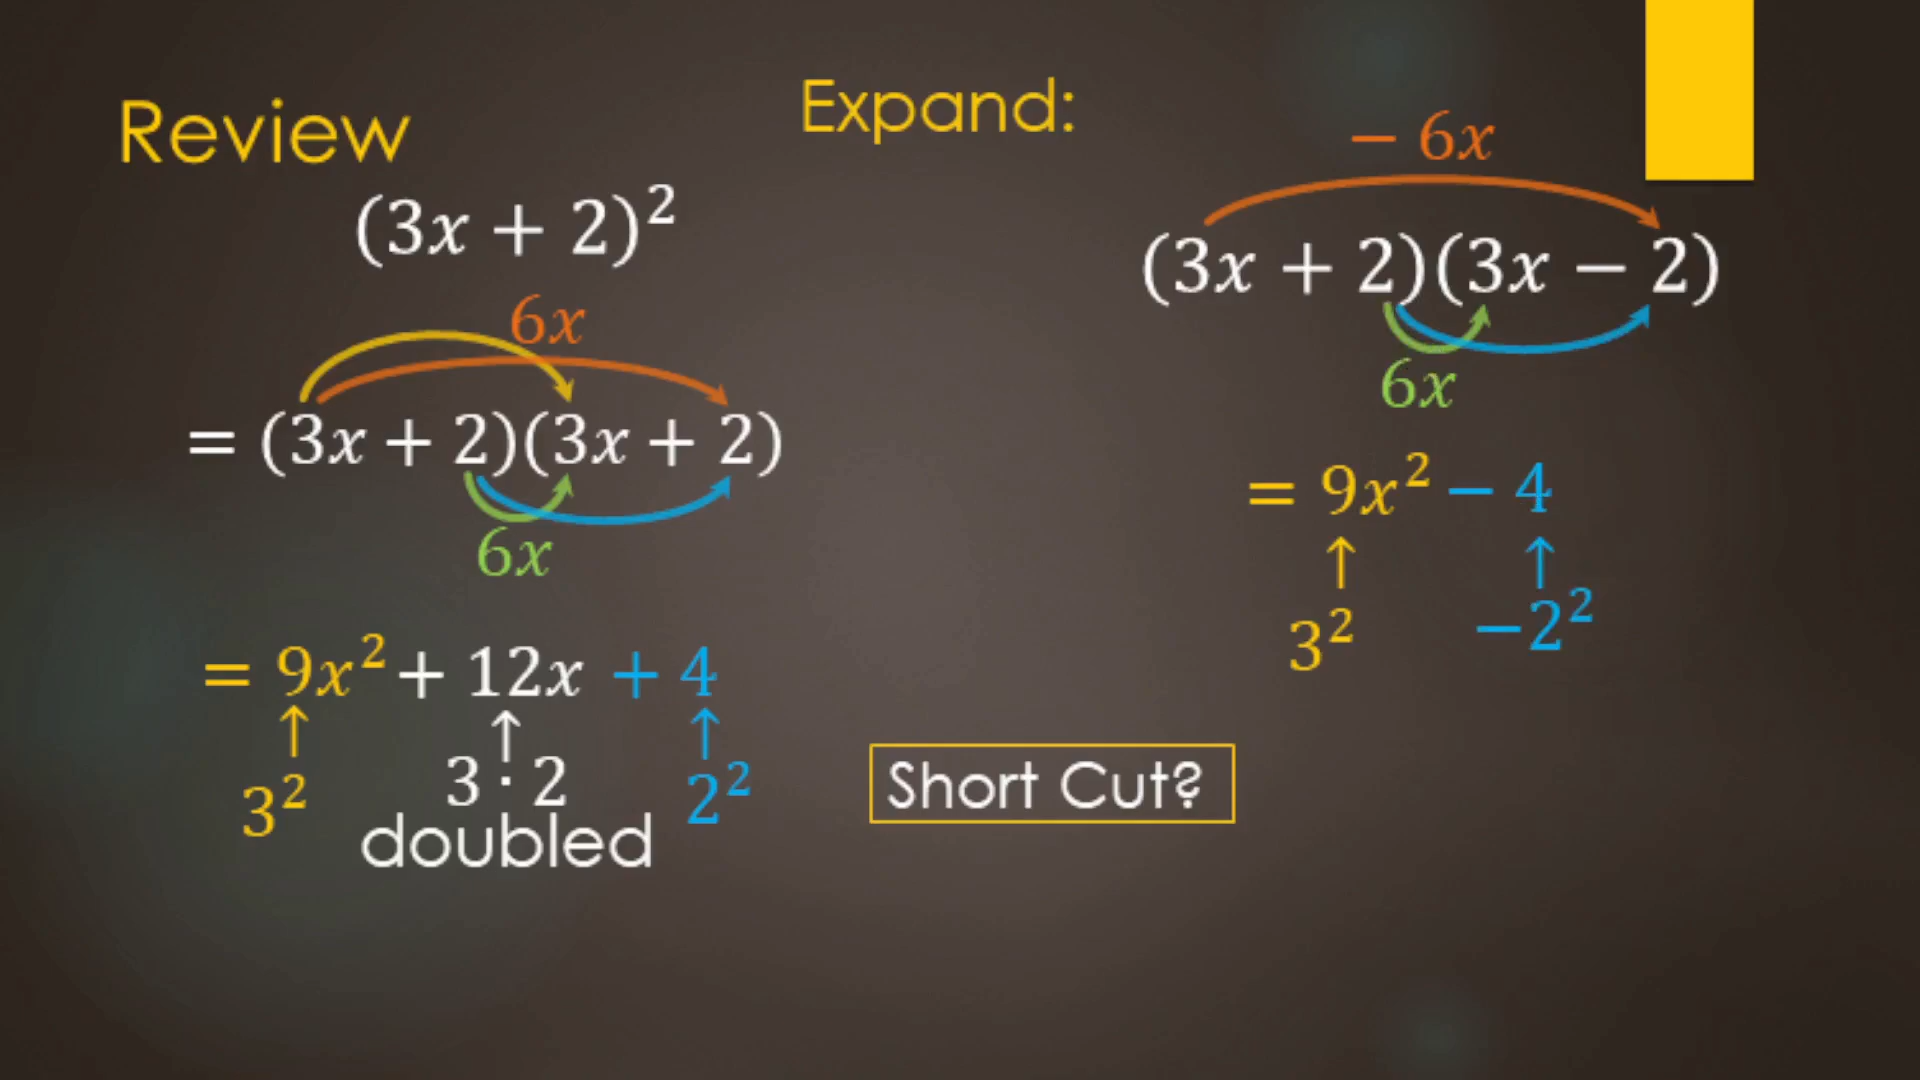 Review
Expand:
(3x + 2)²
6x
= (3x + 2)(3x + 2)
6x
= 9x² + 12x + 4
↑ ↑ ↑
3² 3 · 2 2²
doubled
− 6x
(3x + 2)(3x − 2)
6x
= 9x² − 4
↑ ↑
3² −2²
Short Cut?